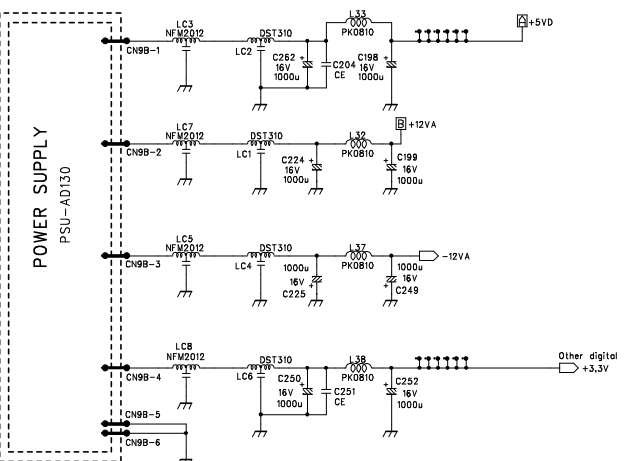 POWER SUPPLY
PSU-AD130
L33
PK0810
A +5VD
LC3
NFM2012
DST310
CN9B-1
LC2
C262
16V
1000u
C204
CE
C198
16V
1000u
LC7
NFM2012
DST310
L32
PK0810
B +12VA
CN9B-2
LC1
C224
16V
1000u
C199
16V
1000u
LC5
NFM2012
DST310
L37
PK0810
-12VA
CN9B-3
LC4
1000u
16V
C225
1000u
16V
C249
LC8
NFM2012
DST310
L38
PK0810
Other digital
+3,3V
CN9B-4
LC6
C250
16V
1000u
C251
CE
C252
16V
1000u
CN9B-5
CN9B-6